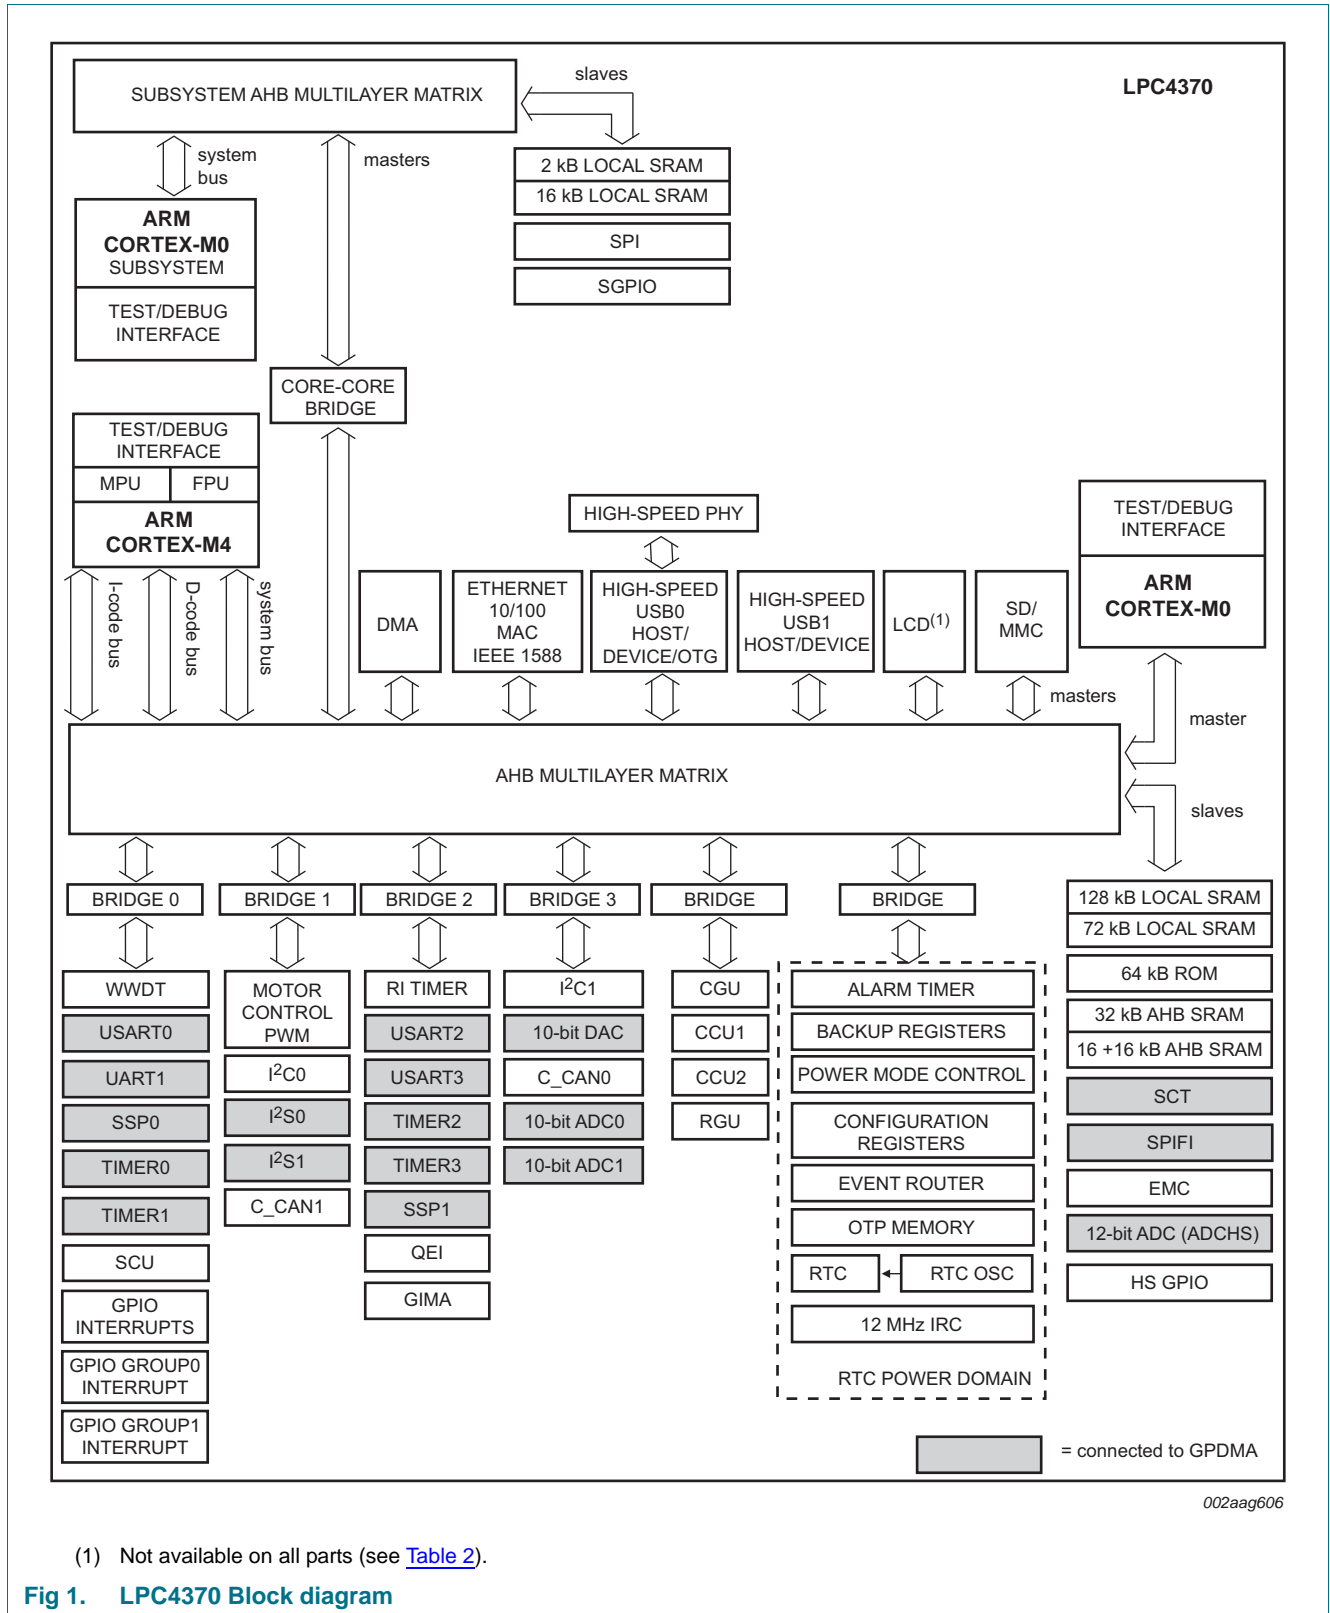 LPC4370
SUBSYSTEM AHB MULTILAYER MATRIX
slaves
system
bus
masters
2 kB LOCAL SRAM
16 kB LOCAL SRAM
SPI
SGPIO
ARM
CORTEX-M0
SUBSYSTEM
TEST/DEBUG
INTERFACE
CORE-CORE
BRIDGE
TEST/DEBUG
INTERFACE
MPU
FPU
ARM
CORTEX-M4
I-code bus
D-code bus
system bus
HIGH-SPEED PHY
DMA
ETHERNET
10/100
MAC
IEEE 1588
HIGH-SPEED
USB0
HOST/
DEVICE/OTG
HIGH-SPEED
USB1
HOST/DEVICE
LCD(1)
SD/
MMC
TEST/DEBUG
INTERFACE
ARM
CORTEX-M0
masters
master
AHB MULTILAYER MATRIX
slaves
BRIDGE 0
BRIDGE 1
BRIDGE 2
BRIDGE 3
BRIDGE
BRIDGE
WWDT
USART0
UART1
SSP0
TIMER0
TIMER1
SCU
GPIO
INTERRUPTS
GPIO GROUP0
INTERRUPT
GPIO GROUP1
INTERRUPT
MOTOR
CONTROL
PWM
I2C0
I2S0
I2S1
C_CAN1
RI TIMER
USART2
USART3
TIMER2
TIMER3
SSP1
QEI
GIMA
I2C1
10-bit DAC
C_CAN0
10-bit ADC0
10-bit ADC1
CGU
CCU1
CCU2
RGU
ALARM TIMER
BACKUP REGISTERS
POWER MODE CONTROL
CONFIGURATION
REGISTERS
EVENT ROUTER
OTP MEMORY
RTC
RTC OSC
12 MHz IRC
RTC POWER DOMAIN
128 kB LOCAL SRAM
72 kB LOCAL SRAM
64 kB ROM
32 kB AHB SRAM
16 +16 kB AHB SRAM
SCT
SPIFI
EMC
12-bit ADC (ADCHS)
HS GPIO
= connected to GPDMA
002aag606
(1) Not available on all parts (see Table 2).
Fig 1. LPC4370 Block diagram